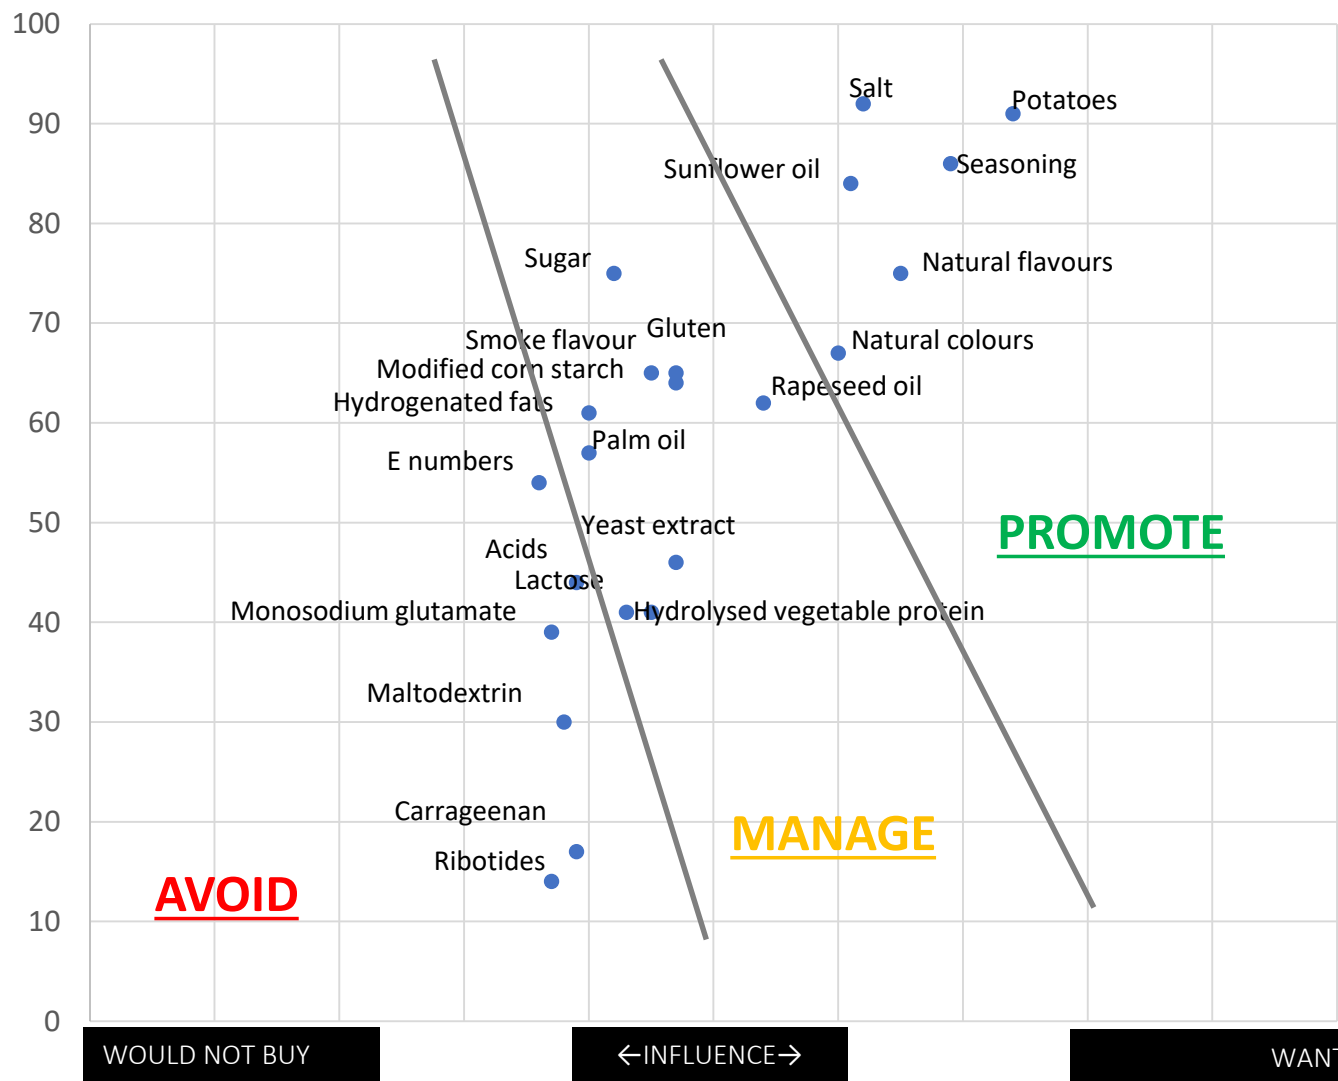 100
Salt
Potatoes
90
Sunflower oil
Seasoning
80
Sugar
Natural flavours
70
Gluten
Smoke flavour
Natural colours
Modified corn starch
Rapeseed oil
Hydrogenated fats
60
Palm oil
E numbers
50
Yeast extract
PROMOTE
Acids
Lactose
40
Monosodium glutamate
Hydrolysed vegetable protein
Maltodextrin
30
Carrageenan
20
MANAGE
Ribotides
AVOID
10
0
WOULD NOT BUY
←INFLUENCE→
WANT